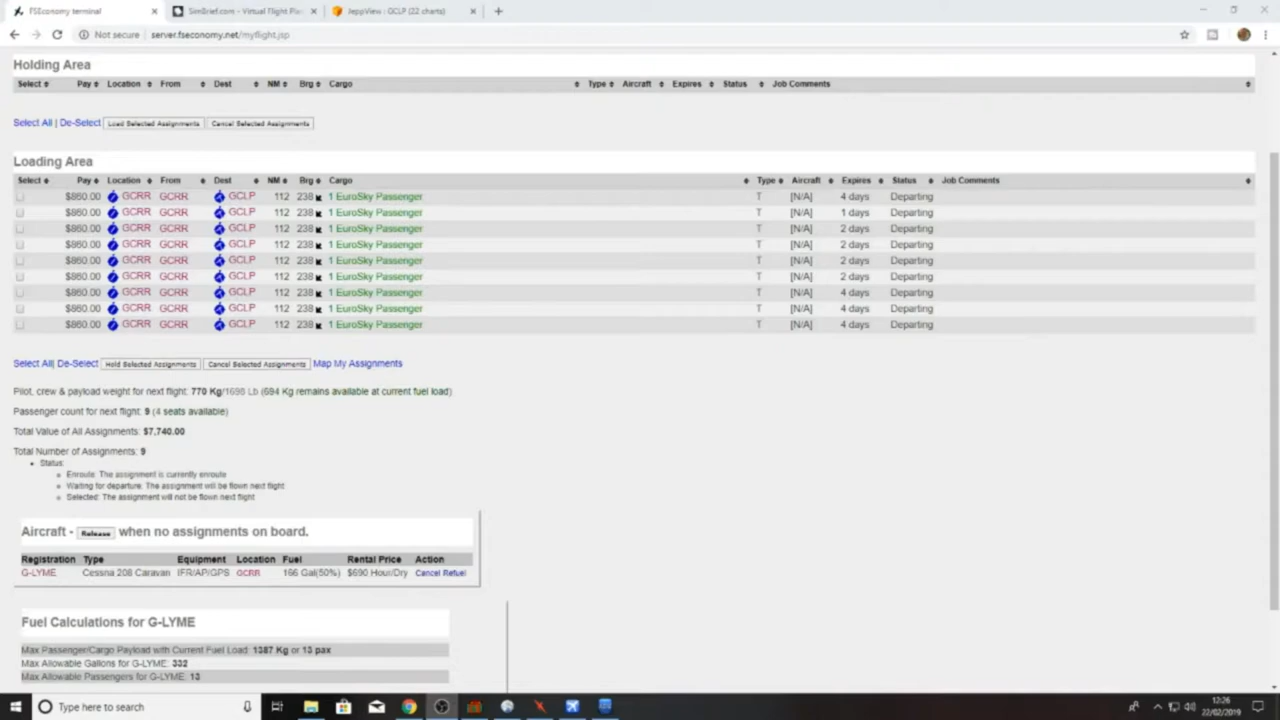 FSEconomy terminal
SimBrief.com - Virtual Flight Pla
JeppView : GCLP (22 charts)
Not secure | server.fseconomy.net/myflight.jsp
Holding Area
Select Pay Location From Dest NM Brg Cargo Type Aircraft Expires Status Job Comments
Select All | De-Select Load Selected Assignments Cancel Selected Assignments
Loading Area
Select Pay Location From Dest NM Brg Cargo Type Aircraft Expires Status Job Comments
$860.00 GCRR GCRR GCLP 112 238 1 EuroSky Passenger T [N/A] 4 days Departing
$860.00 GCRR GCRR GCLP 112 238 1 EuroSky Passenger T [N/A] 1 days Departing
$860.00 GCRR GCRR GCLP 112 238 1 EuroSky Passenger T [N/A] 2 days Departing
$860.00 GCRR GCRR GCLP 112 238 1 EuroSky Passenger T [N/A] 2 days Departing
$860.00 GCRR GCRR GCLP 112 238 1 EuroSky Passenger T [N/A] 2 days Departing
$860.00 GCRR GCRR GCLP 112 238 1 EuroSky Passenger T [N/A] 2 days Departing
$860.00 GCRR GCRR GCLP 112 238 1 EuroSky Passenger T [N/A] 4 days Departing
$860.00 GCRR GCRR GCLP 112 238 1 EuroSky Passenger T [N/A] 4 days Departing
$860.00 GCRR GCRR GCLP 112 238 1 EuroSky Passenger T [N/A] 4 days Departing
Select All| De-Select Hold Selected Assignments Cancel Selected Assignments Map My Assignments
Pilot, crew & payload weight for next flight: 770 Kg/1698 Lb (694 Kg remains available at current fuel load)
Passenger count for next flight: 9 (4 seats available)
Total Value of All Assignments: $7,740.00
Total Number of Assignments: 9
Status:
Enroute: The assignment is currently enroute
Waiting for departure: The assignment will be flown next flight
Selected: The assignment will not be flown next flight
Aircraft - Release when no assignments on board.
Registration Type Equipment Location Fuel Rental Price Action
G-LYME Cessna 208 Caravan IFR/AP/GPS GCRR 166 Gal(50%) $690 Hour/Dry Cancel Refuel
Fuel Calculations for G-LYME
Max Passenger/Cargo Payload with Current Fuel Load: 1387 Kg or 13 pax
Max Allowable Gallons for G-LYME: 332
Max Allowable Passengers for G-LYME: 13
Type here to search
12:26
22/02/2019